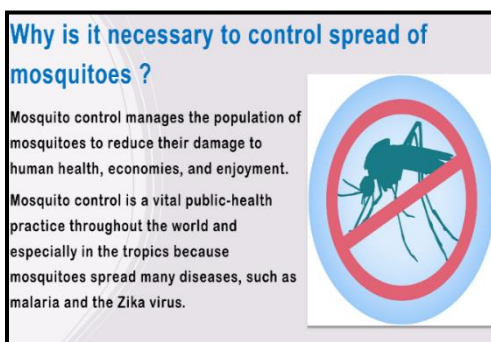 Why is it necessary to control spread of
mosquitoes ?
Mosquito control manages the population of
mosquitoes to reduce their damage to
human health, economies, and enjoyment.
Mosquito control is a vital public-health
practice throughout the world and
especially in the tropics because
mosquitoes spread many diseases, such as
malaria and the Zika virus.